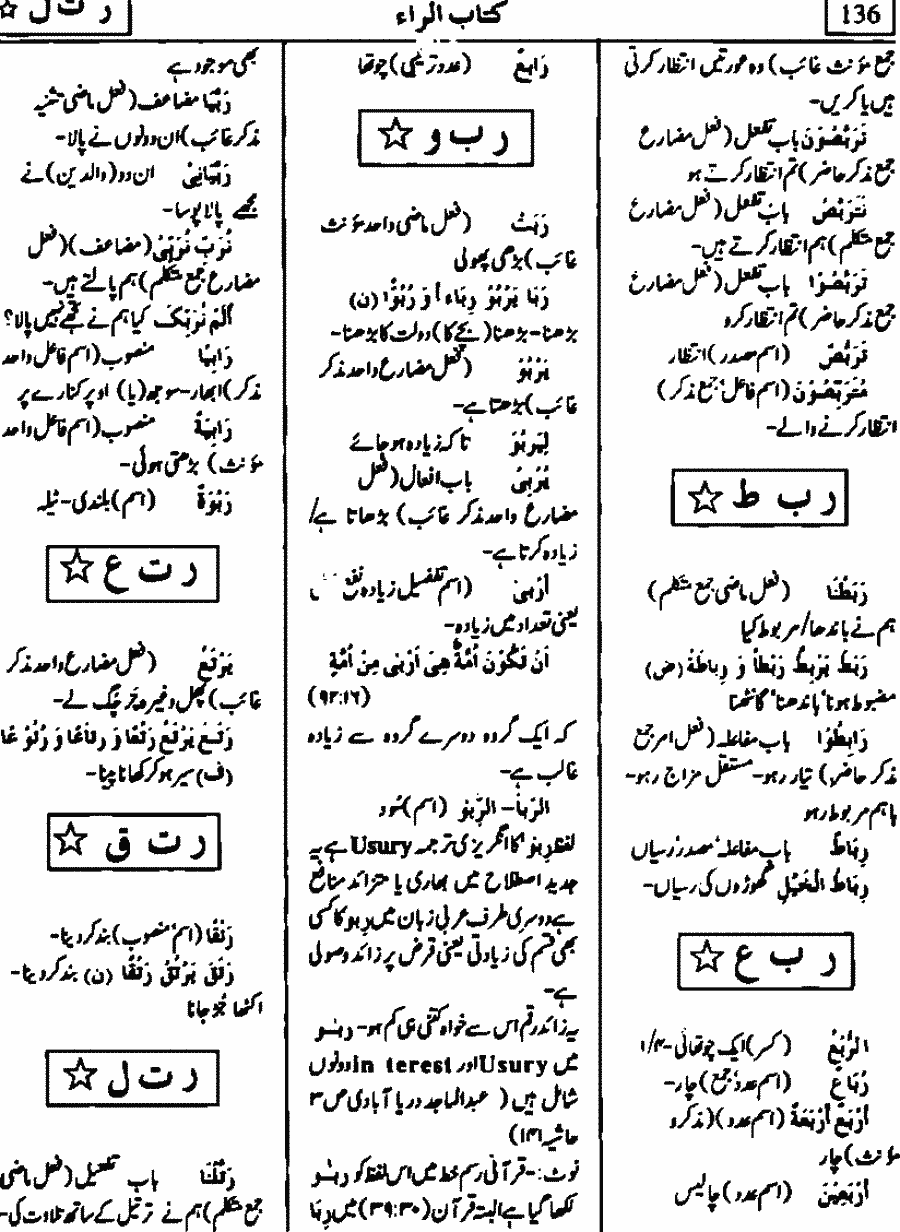 136
کتاب الراء
ر ت ل ☆
جمع مؤنث غائب) وہ عورتیں انتظار کرتی
ہیں یا کریں-
تَرَبَّصُوْنَ باب تفعل (فعل مضارع
جمع مذکر حاضر) تم انتظار کرتے ہو
نَتَرَبَّصُ باب تفعل (فعل مضارع
جمع متکلم) ہم انتظار کرتے ہیں-
تَرَبَّصُوْا باب تفعل (فعل مضارع
جمع مذکر حاضر) تم انتظار کرو
تَرَبُّصٌ (اسم مصدر) انتظار
مُتَرَبِّصُوْنَ (اسم فاعل' جمع مذکر)
انتظار کرنے والے-
ر ب ط ☆
رَبَطْنَا (فعل ماضی جمع متکلم)
ہم نے باندھا/مربوط کیا
رَبَطَ يَرْبِطُ رَبْطاً وَ رِباطَةً (ض)
مضبوط ہونا' باندھنا' گانٹھنا
رَابِطُوْا باب مفاعلہ (فعل امر جمع
مذکر حاضر) تیار رہو- مستقل مزاج رہو-
باہم مربوط رہو
رِبَاطٌ باب مفاعلہ' مصدر' رسیاں
رِبَاطُ الْخَيْلِ گھوڑوں کی رسیاں-
ر ب ع ☆
الرُّبُعُ (کسر) ایک چوتھائی-۱/۴
رُبَاعَ (اسم عدد' جمع) چار-
أَرْبَعٌ أَرْبَعَةٌ (اسم عدد) (مذکر و
مؤنث) چار
أَرْبَعِيْنَ (اسم عدد) چالیس
رَابِعٌ (عدد ترتیبی) چوتھا
ر ب و ☆
رَبَتْ (فعل ماضی واحد مؤنث
غائب) بڑھی پھولی
رَبَا يَرْبُوْ رِبَاءً وَ رُبُوًّا (ن)
بڑھنا- بڑھنا (بچے کا) دولت کا بڑھنا-
يَرْبُوْ (فعل مضارع واحد مذکر
غائب) بڑھتا ہے-
لِيَرْبُوَ تاکہ زیادہ ہو جائے
يُرْبِیْ باب افعال (فعل
مضارع واحد مذکر غائب) بڑھاتا ہے/
زیادہ کرتا ہے-
أَرْبىٰ (اسم تفضیل زیادہ
یعنی تعداد میں زیادہ-
اَنْ تَكُوْنَ اُمَّةٌ هِیَ اَرْبٰی مِنْ اُمَّةٍ
(۹۲:۱۶)
کہ ایک گروہ دوسرے گروہ سے زیادہ
غالب ہے-
الرِّبَا- الرِّبٰو (اسم) سُود
لفظ رِبٰو' کا انگریزی ترجمہ Usury ہے یہ
جدید اصطلاح میں بھاری یا متزائد منافع
ہے دوسری طرف عربی زبان میں رِبٰو کا کسی
بھی قسم کی زیادتی یعنی قرض پر زائد وصولی
ہے-
یہ زائد رقم اس سے خواہ کتنی ہی کم ہو- ربٰو
میں Usury اور in terest دونوں
شامل ہیں ( عبدالماجد دریا آبادی ص ۳
حاشیہ ۱۳۱)
نوٹ:- قرآنی رسم خط میں اس لفظ کو ربٰو
لکھا گیا ہے البتہ قرآن (۳۹:۳۰) میں رِبًا
بھی موجود ہے
رَبَّيَا مضاعف (فعل ماضی تثنیہ
مذکر غائب) ان دونوں نے پالا-
رَبَّيَانِیْ ان دو (والدین) نے
مجھے پالا پوسا-
نُرَبِّ نُرَبِّیْ (مضاعف) (فعل
مضارع جمع متکلم) ہم پالتے ہیں-
اَلَمْ نُرَبِّکَ کیا ہم نے تجھے نہیں پالا؟
رَابِيًا منصوب (اسم فاعل واحد
مذکر) ابھار- موجھ (یا) اوپر کنارے پر
رَابِيَةً منصوب (اسم فاعل واحد
مؤنث) بڑھتی ہوئی-
رَبْوَةٌ (اسم) بلندی- ٹیلہ
ر ت ع ☆
يَرْتَعْ (فعل مضارع واحد مذکر
غائب) پھل وغیرہ چَر چُگ لے-
رَتَعَ يَرْتَعُ رَتْعًا وَ رِتَاعًا وَ رُتُوْعًا
(ف) سیر ہو کر کھانا پینا-
ر ت ق ☆
رَتْقًا (اسم' منصوب) بند کر دینا-
رَتَقَ يَرْتُقُ رَتْقًا (ن) بند کر دینا-
اکٹھا جُڑ جانا
ر ت ل ☆
رَتَّلْنَا باب تفعیل (فعل ماضی
جمع متکلم) ہم نے ترتیل کے ساتھ تلاوت کی-